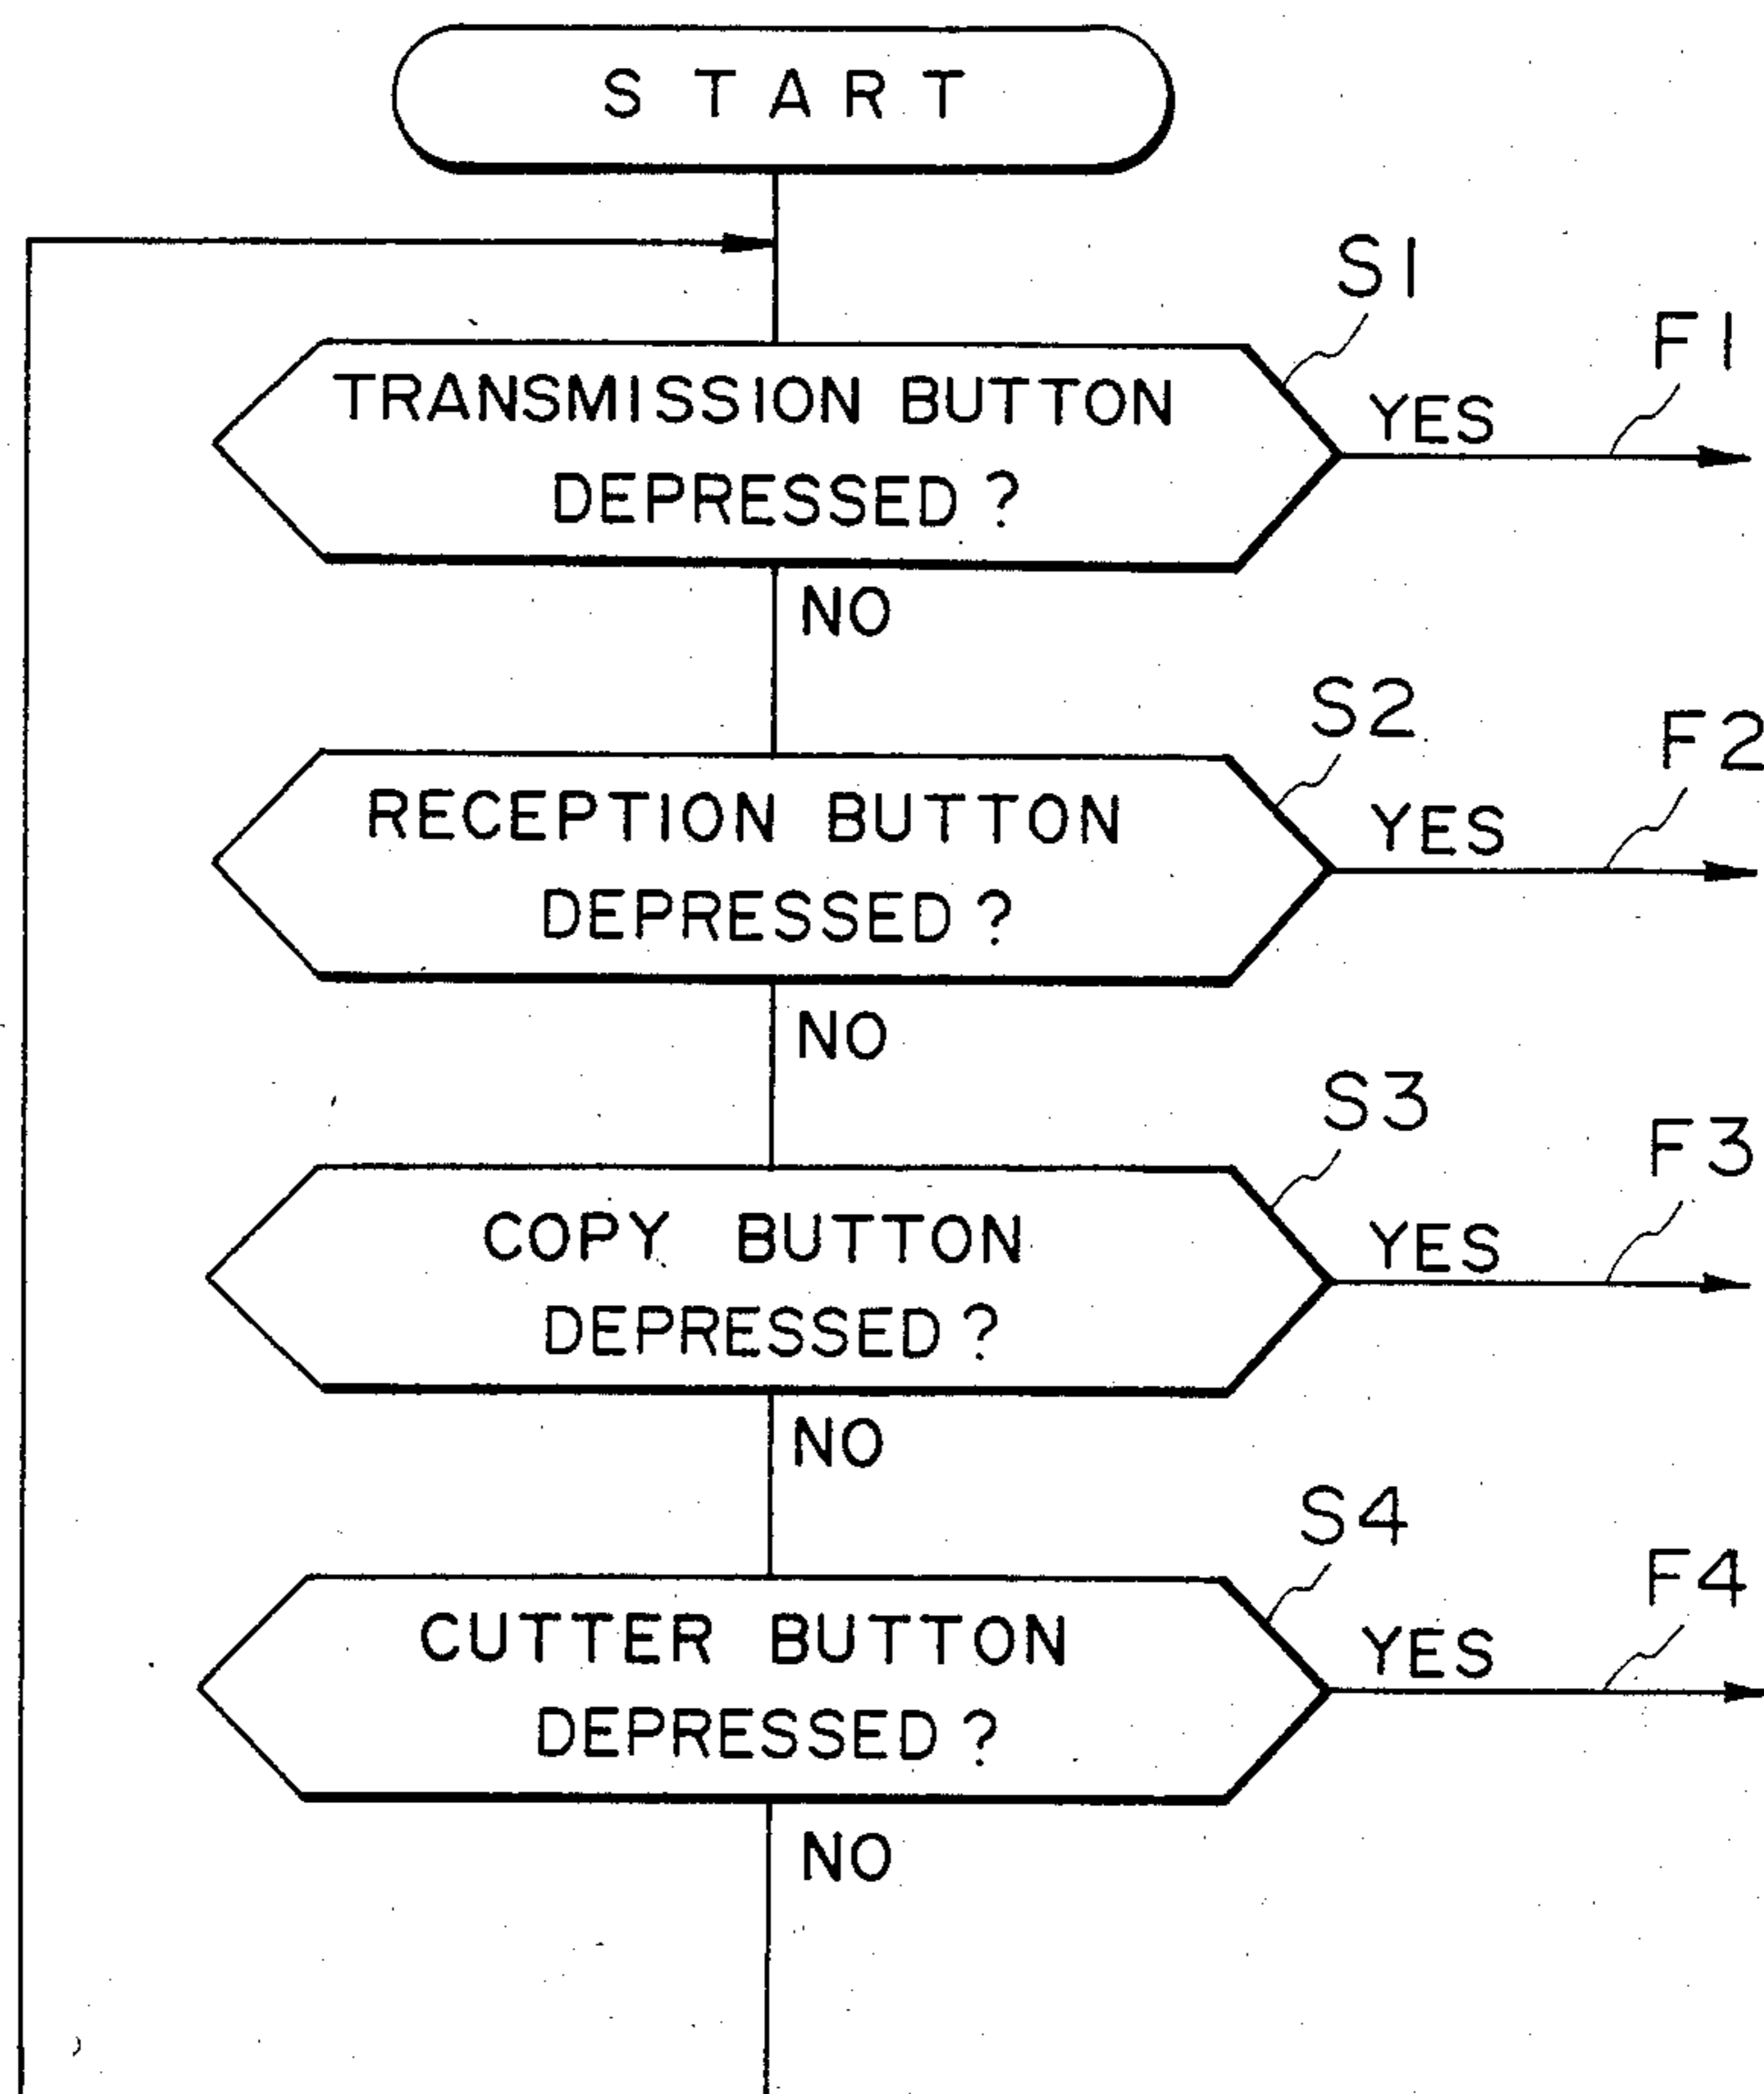 START
S1
F1
TRANSMISSION BUTTON
DEPRESSED?
YES
NO
S2
F2
RECEPTION BUTTON
DEPRESSED?
YES
NO
S3
F3
COPY BUTTON
DEPRESSED?
YES
NO
S4
F4
CUTTER BUTTON
DEPRESSED?
YES
NO